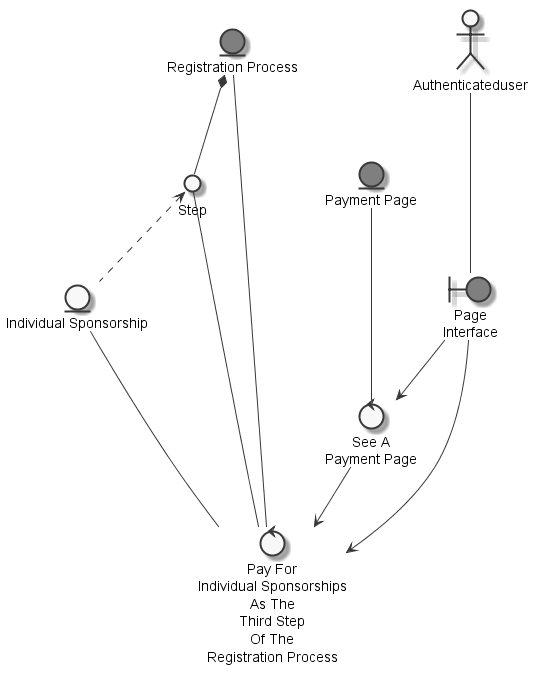 Registration Process
Authenticateduser
Payment Page
Step
Individual Sponsorship
Page
Interface
See A
Payment Page
Pay For
Individual Sponsorships
As The
Third Step
Of The
Registration Process